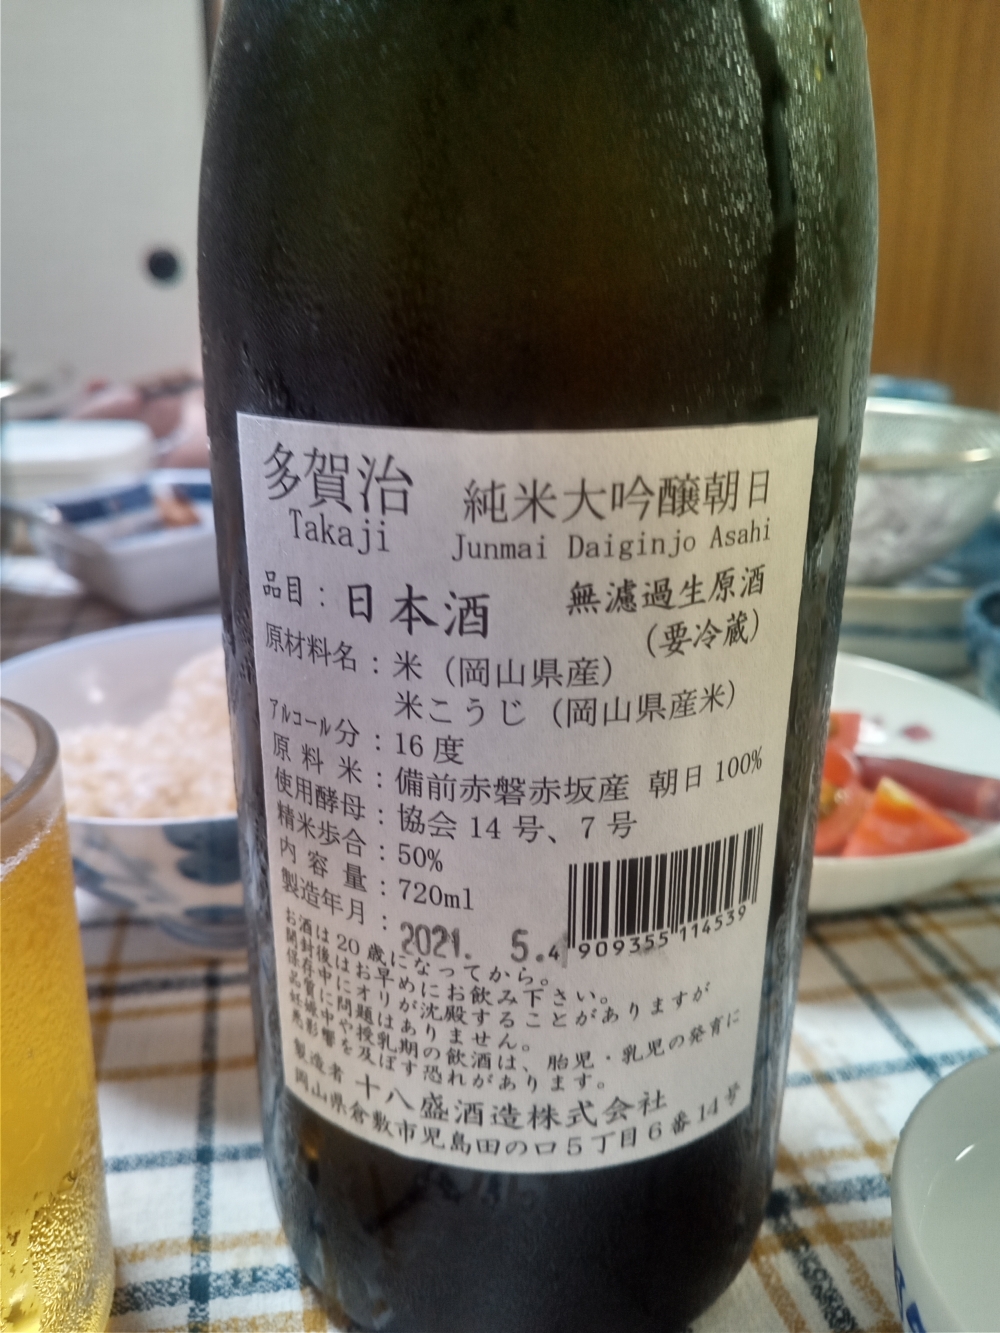 多賀治 純米大吟醸朝日
Takaji Junmai Daiginjo Asahi
品目：日本酒 無濾過生原酒
（要冷蔵）
原材料名：米（岡山県産）
米こうじ（岡山県産米）
アルコール分：16度
原料米：備前赤磐赤坂産 朝日100%
使用酵母：協会14号、7号
精米歩合：50%
内容量：720ml
製造年月：2021. 5.
4 909355 114539
お酒は20歳になってから。
開封後はお早めにお飲み下さい。
保存中にオリが沈殿することがありますが
品質に問題はありません。
妊娠中や授乳期の飲酒は、胎児・乳児の発育に
悪影響を及ぼす恐れがあります。
製造者 十八盛酒造株式会社
岡山県倉敷市児島田の口5丁目6番14号